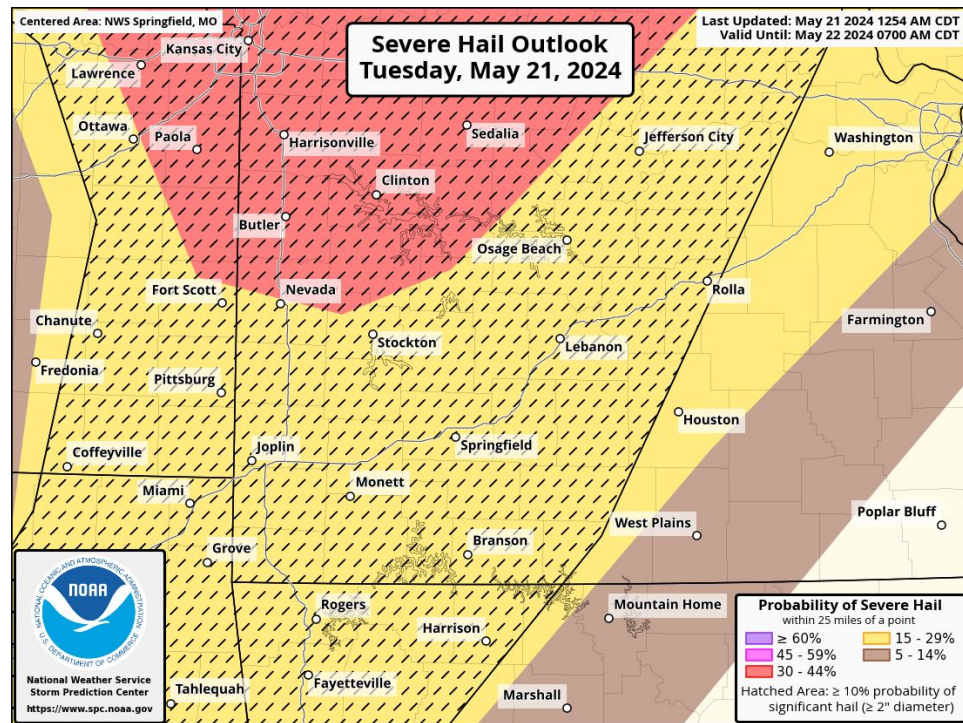 Centered Area: NWS Springfield, MO
Last Updated: May 21 2024 1254 AM CDT
Valid Until: May 22 2024 0700 AM CDT
Severe Hail Outlook
Tuesday, May 21, 2024
Kansas City
Lawrence
Ottawa
Paola
Harrisonville
Sedalia
Jefferson City
Washington
Clinton
Butler
Osage Beach
Fort Scott
Nevada
Rolla
Chanute
Stockton
Lebanon
Farmington
Fredonia
Pittsburg
Houston
Coffeyville
Joplin
Springfield
Miami
Monett
West Plains
Poplar Bluff
Grove
Branson
Rogers
Harrison
Mountain Home
Tahlequah
Fayetteville
Marshall
NATIONAL OCEANIC AND ATMOSPHERIC ADMINISTRATION
NOAA
U.S. DEPARTMENT OF COMMERCE
National Weather Service
Storm Prediction Center
https://www.spc.noaa.gov
Probability of Severe Hail
within 25 miles of a point
≥ 60%
15 - 29%
45 - 59%
5 - 14%
30 - 44%
Hatched Area: ≥ 10% probability of
significant hail (≥ 2" diameter)